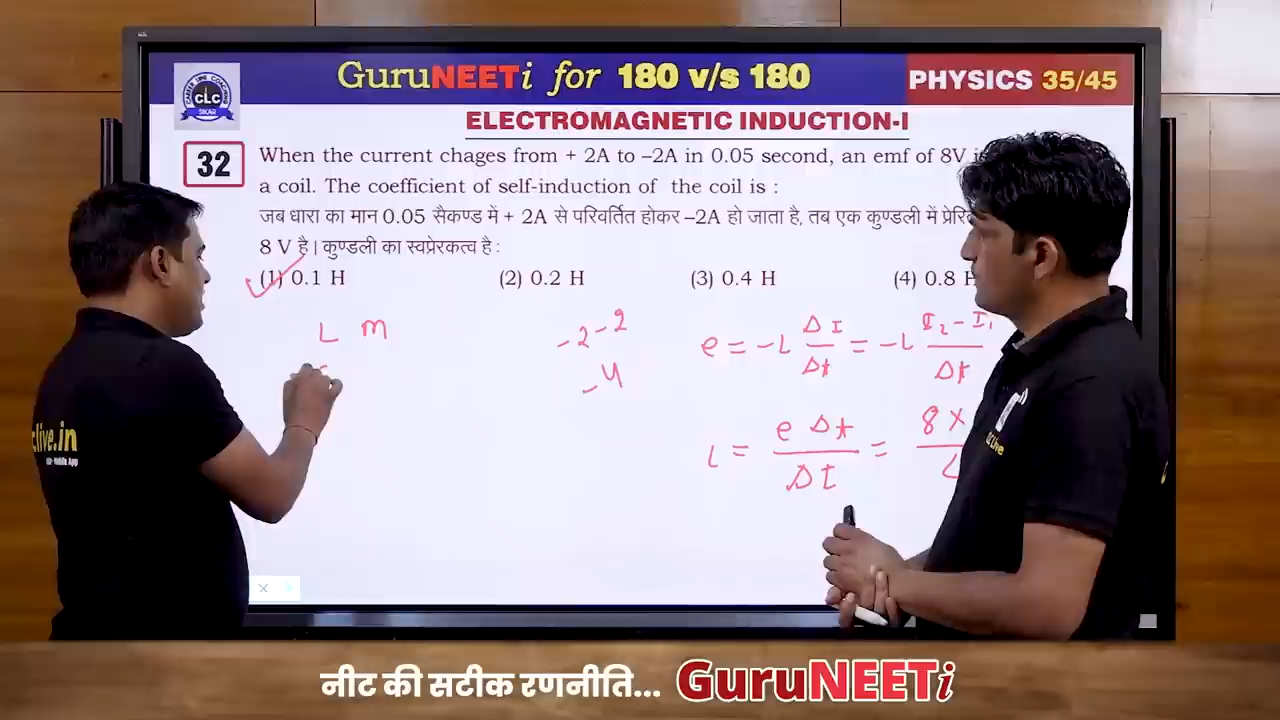 GuruNEETi for 180 v/s 180
PHYSICS 35/45
CLC
SIKAR
ELECTROMAGNETIC INDUCTION-I
32
When the current chages from + 2A to –2A in 0.05 second, an emf of 8V
a coil. The coefficient of self-induction of the coil is :
जब धारा का मान 0.05 सैकण्ड में + 2A से परिवर्तित होकर –2A हो जाता है, तब एक कुण्डली में
8 V है। कुण्डली का स्वप्रेरकत्व है :
(1) 0.1 H (2) 0.2 H (3) 0.4 H (4) 0.8
L m
-2-2
-4
e = -L ΔI/Δt = -L I₂ - I₁/Δt
L = e Δt/ΔI = 8 X
live.in
नीट की सटीक रणनीति... GuruNEETi